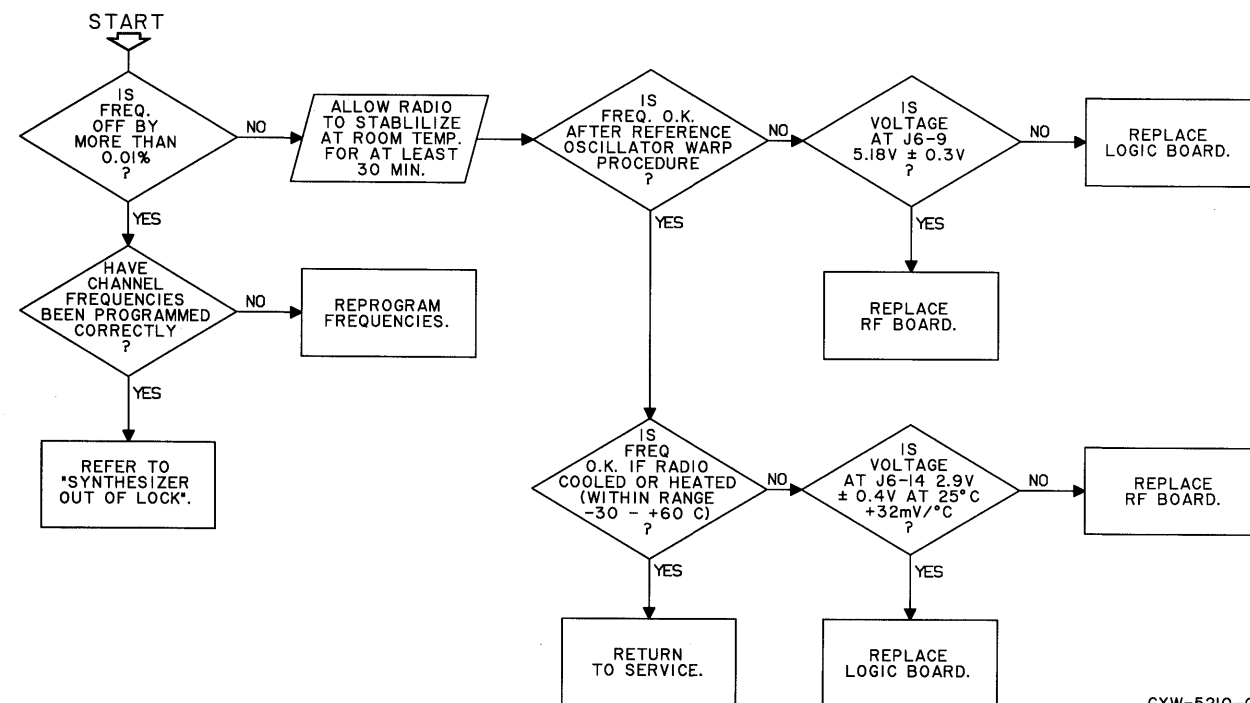 START
IS
FREQ.
OFF BY
MORE THAN
0.01%
?
NO
YES
ALLOW RADIO
TO STABLILIZE
AT ROOM TEMP.
FOR AT LEAST
30 MIN.
IS
FREQ. O.K.
AFTER REFERENCE
OSCILLATOR WARP
PROCEDURE
?
NO
YES
IS
VOLTAGE
AT J6-9
5.18V ± 0.3V
?
NO
YES
REPLACE
LOGIC BOARD.
REPLACE
RF BOARD.
HAVE
CHANNEL
FREQUENCIES
BEEN PROGRAMMED
CORRECTLY
?
NO
YES
REPROGRAM
FREQUENCIES.
REFER TO
"SYNTHESIZER
OUT OF LOCK".
IS
FREQ
O.K. IF RADIO
COOLED OR HEATED
(WITHIN RANGE
-30 - +60 C)
?
NO
YES
IS
VOLTAGE
AT J6-14 2.9V
± 0.4V AT 25°C
+32mV/°C
?
NO
YES
REPLACE
RF BOARD.
RETURN
TO SERVICE.
REPLACE
LOGIC BOARD.